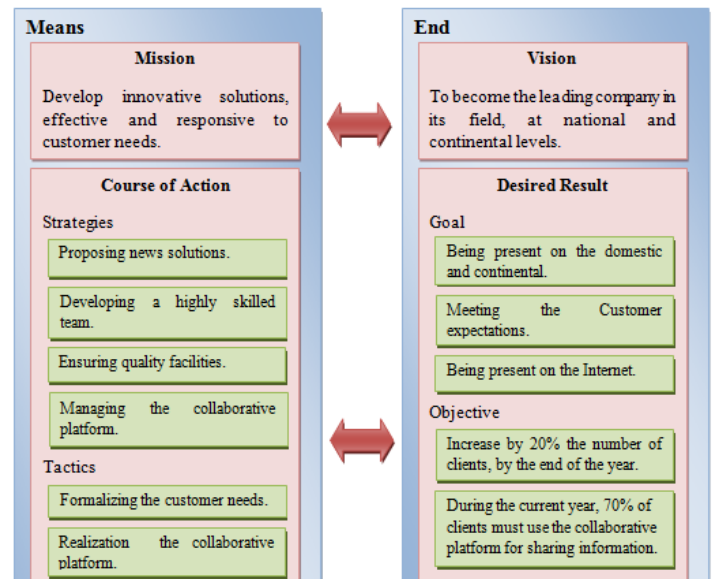 Means
Mission
Develop innovative solutions,
effective and responsive to
customer needs.
Course of Action
Strategies
Proposing news solutions.
Developing a highly skilled
team.
Ensuring quality facilities.
Managing the collaborative
platform.
Tactics
Formalizing the customer needs.
Realization the collaborative
platform.
End
Vision
To become the leading company in
its field, at national and
continental levels.
Desired Result
Goal
Being present on the domestic
and continental.
Meeting the Customer
expectations.
Being present on the Internet.
Objective
Increase by 20% the number of
clients, by the end of the year.
During the current year, 70% of
clients must use the collaborative
platform for sharing information.